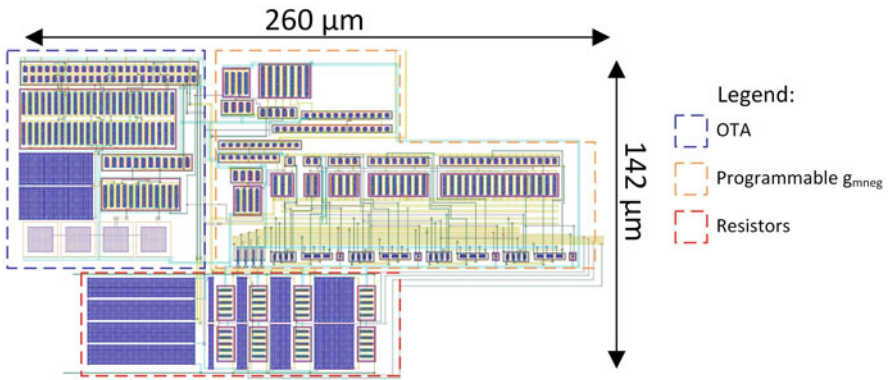 260 µm
142 µm
Legend:
OTA
Programmable gmneg
Resistors